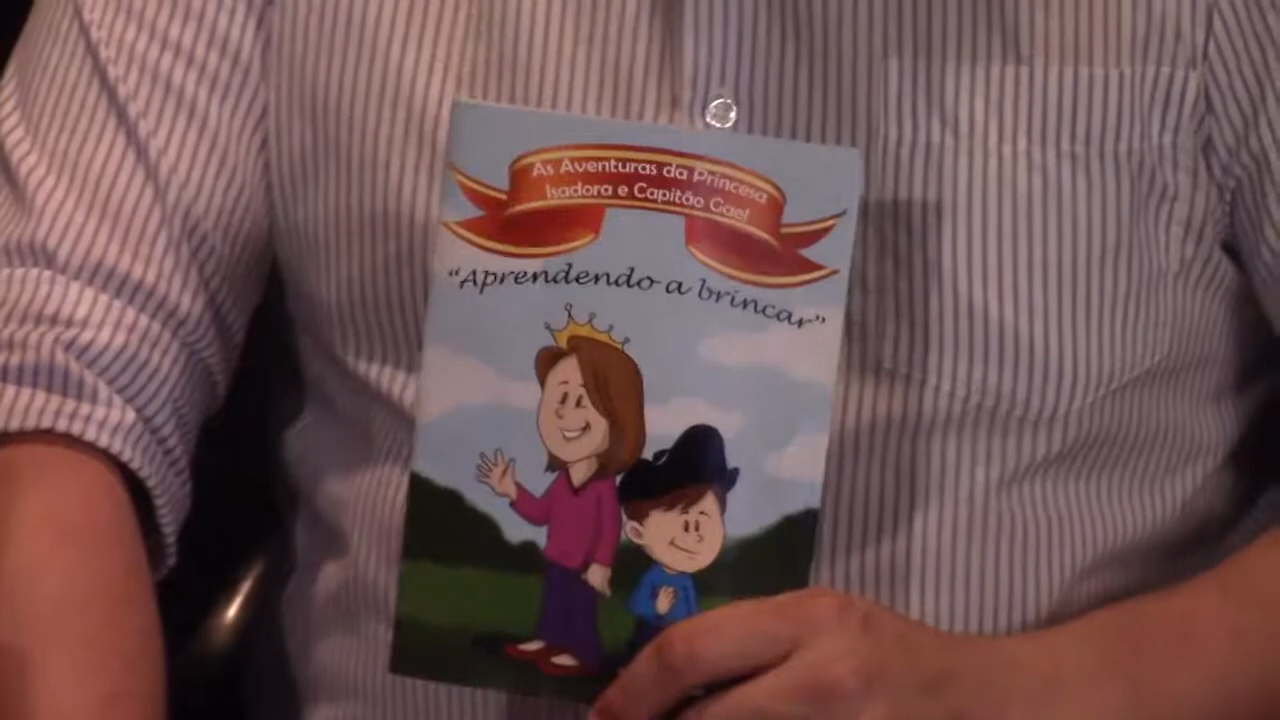 As Aventuras da Princesa
Isadora e Capitão Gael
“Aprendendo a brincar”